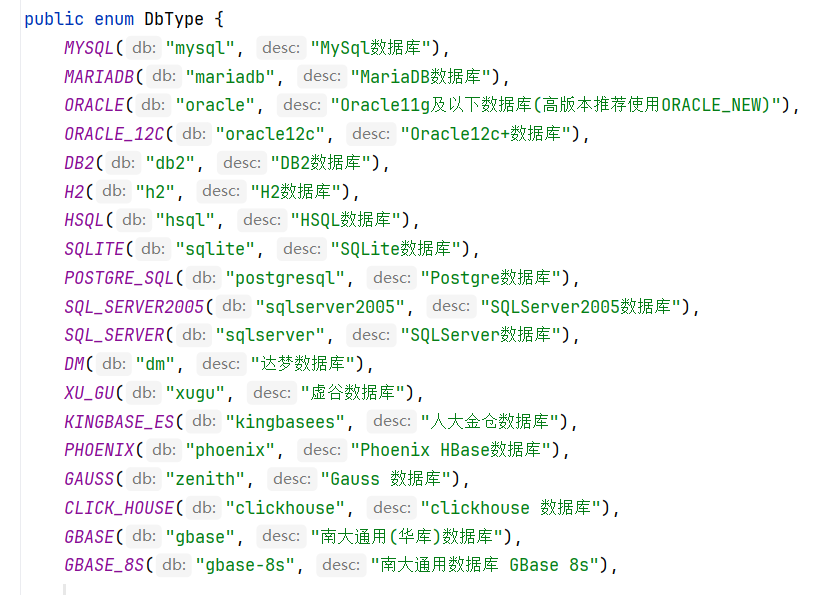 public enum DbType {
MYSQL( db: "mysql", desc: "MySql数据库"),
MARIADB( db: "mariadb", desc: "MariaDB数据库"),
ORACLE( db: "oracle", desc: "Oracle11g及以下数据库(高版本推荐使用ORACLE_NEW)"),
ORACLE_12C( db: "oracle12c", desc: "Oracle12c+数据库"),
DB2( db: "db2", desc: "DB2数据库"),
H2( db: "h2", desc: "H2数据库"),
HSQL( db: "hsql", desc: "HSQL数据库"),
SQLITE( db: "sqlite", desc: "SQLite数据库"),
POSTGRE_SQL( db: "postgresql", desc: "Postgre数据库"),
SQL_SERVER2005( db: "sqlserver2005", desc: "SQLServer2005数据库"),
SQL_SERVER( db: "sqlserver", desc: "SQLServer数据库"),
DM( db: "dm", desc: "达梦数据库"),
XU_GU( db: "xugu", desc: "虚谷数据库"),
KINGBASE_ES( db: "kingbasees", desc: "人大金仓数据库"),
PHOENIX( db: "phoenix", desc: "Phoenix HBase数据库"),
GAUSS( db: "zenith", desc: "Gauss 数据库"),
CLICK_HOUSE( db: "clickhouse", desc: "clickhouse 数据库"),
GBASE( db: "gbase", desc: "南大通用(华库)数据库"),
GBASE_8S( db: "gbase-8s", desc: "南大通用数据库 GBase 8s"),